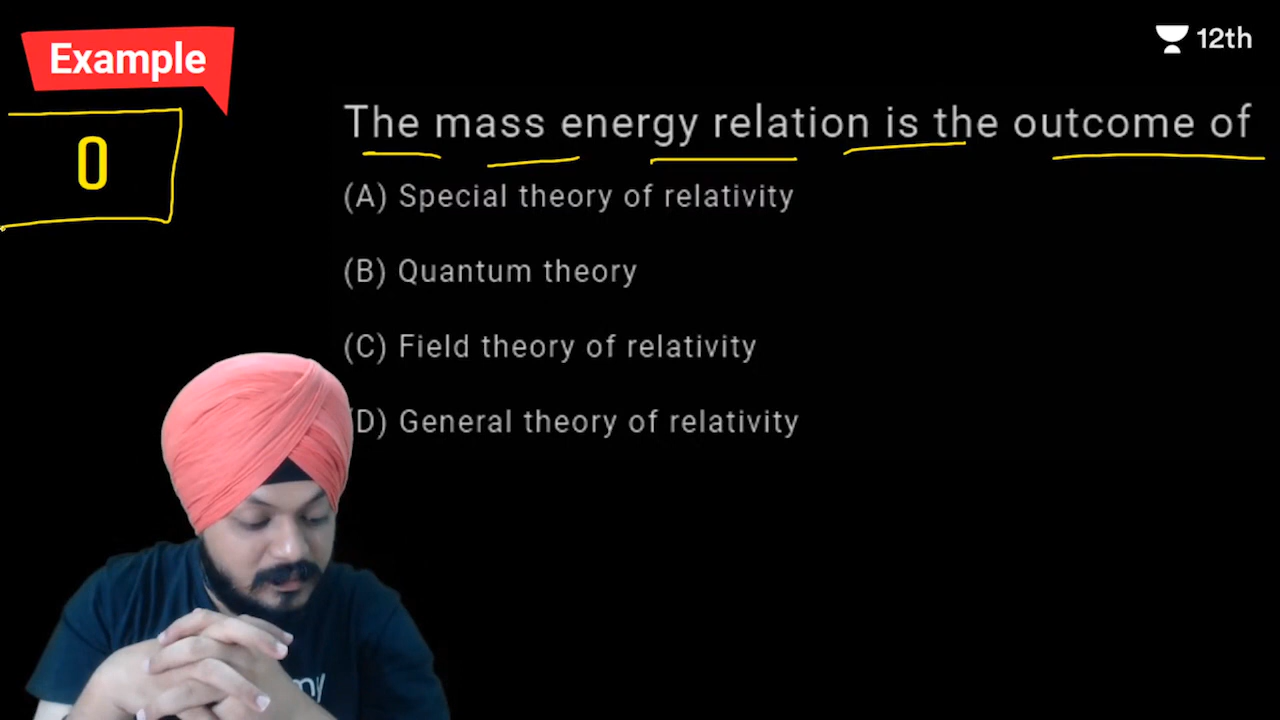 Example
12th
0
The mass energy relation is the outcome of
(A) Special theory of relativity
(B) Quantum theory
(C) Field theory of relativity
(D) General theory of relativity
my